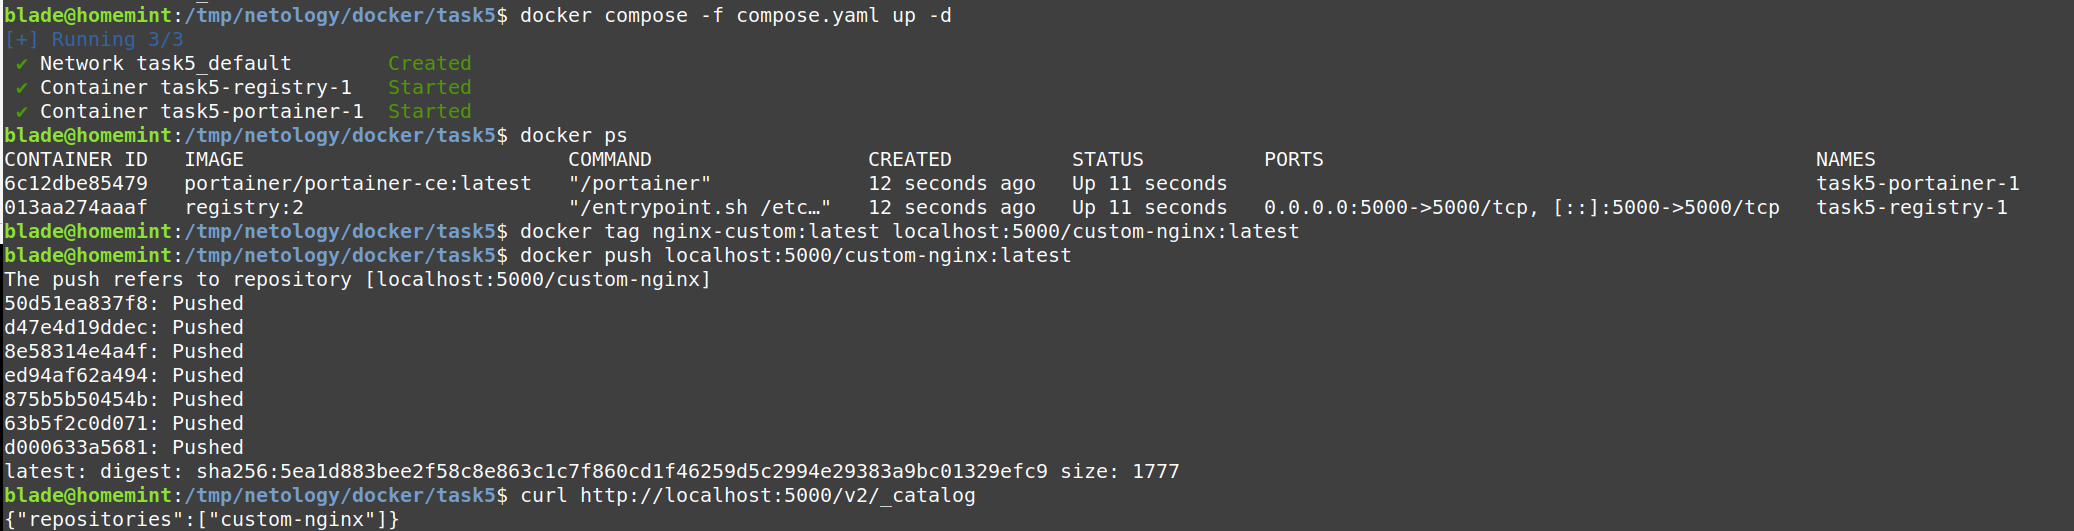 blade@homemint:/tmp/netology/docker/task5$ docker compose -f compose.yaml up -d
[+] Running 3/3
✔ Network task5_default Created
✔ Container task5-registry-1 Started
✔ Container task5-portainer-1 Started
blade@homemint:/tmp/netology/docker/task5$ docker ps
CONTAINER ID IMAGE COMMAND CREATED STATUS PORTS NAMES
6c12dbe85479 portainer/portainer-ce:latest "/portainer" 12 seconds ago Up 11 seconds task5-portainer-1
013aa274aaaf registry:2 "/entrypoint.sh /etc…" 12 seconds ago Up 11 seconds 0.0.0.0:5000->5000/tcp, [::]:5000->5000/tcp task5-registry-1
blade@homemint:/tmp/netology/docker/task5$ docker tag nginx-custom:latest localhost:5000/custom-nginx:latest
blade@homemint:/tmp/netology/docker/task5$ docker push localhost:5000/custom-nginx:latest
The push refers to repository [localhost:5000/custom-nginx]
50d51ea837f8: Pushed
d47e4d19ddec: Pushed
8e58314e4a4f: Pushed
ed94af62a494: Pushed
875b5b50454b: Pushed
63b5f2c0d071: Pushed
d000633a5681: Pushed
latest: digest: sha256:5ea1d883bee2f58c8e863c1c7f860cd1f46259d5c2994e29383a9bc01329efc9 size: 1777
blade@homemint:/tmp/netology/docker/task5$ curl http://localhost:5000/v2/_catalog
{"repositories":["custom-nginx"]}